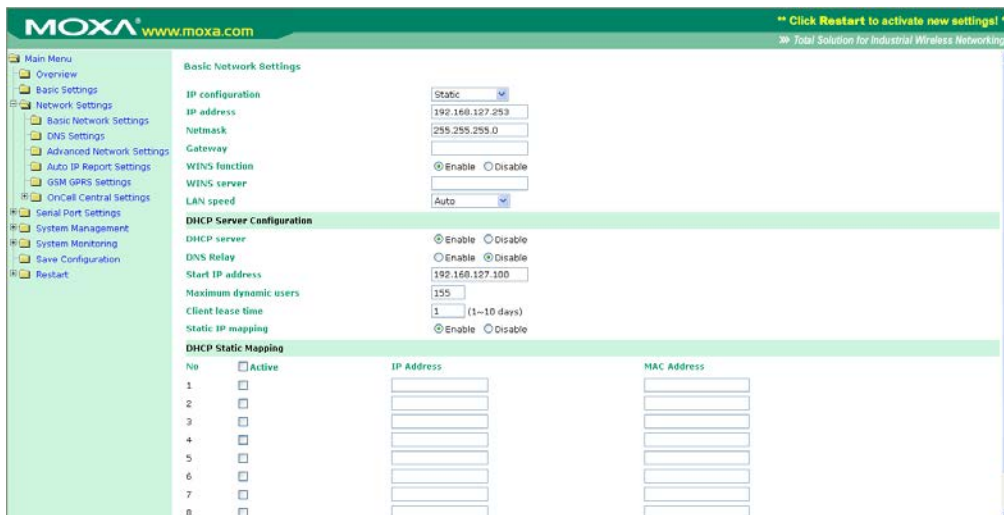 MOXA® www.moxa.com
** Click Restart to activate new settings! *
Total Solution for Industrial Wireless Networking
Main Menu
Overview
Basic Settings
Network Settings
Basic Network Settings
DNS Settings
Advanced Network Settings
Auto IP Report Settings
GSM GPRS Settings
OnCell Central Settings
Serial Port Settings
System Management
System Monitoring
Save Configuration
Restart
Basic Network Settings
IP configuration Static
IP address 192.168.127.253
Netmask 255.255.255.0
Gateway
WINS function Enable Disable
WINS server
LAN speed Auto
DHCP Server Configuration
DHCP server Enable Disable
DNS Relay Enable Disable
Start IP address 192.168.127.100
Maximum dynamic users 155
Client lease time 1 (1~10 days)
Static IP mapping Enable Disable
DHCP Static Mapping
No Active IP Address MAC Address
1
2
3
4
5
6
7
8